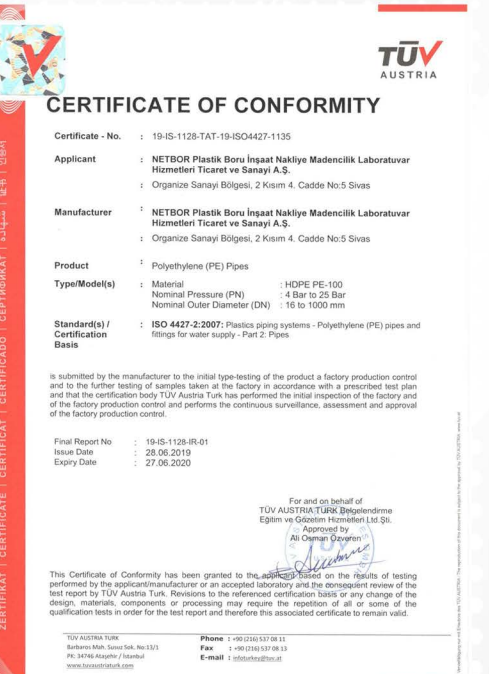 TÜV
AUSTRIA
CERTIFICATE OF CONFORMITY
Certificate - No. : 19-IS-1128-TAT-19-ISO4427-1135
Applicant : NETBOR Plastik Boru İnşaat Nakliye Madencilik Laboratuvar
Hizmetleri Ticaret ve Sanayi A.Ş.
: Organize Sanayi Bölgesi, 2 Kısım 4. Cadde No:5 Sivas
Manufacturer : NETBOR Plastik Boru İnşaat Nakliye Madencilik Laboratuvar
Hizmetleri Ticaret ve Sanayi A.Ş.
: Organize Sanayi Bölgesi, 2 Kısım 4. Cadde No:5 Sivas
Product : Polyethylene (PE) Pipes
Type/Model(s) : Material : HDPE PE-100
Nominal Pressure (PN) : 4 Bar to 25 Bar
Nominal Outer Diameter (DN) : 16 to 1000 mm
Standard(s) / : ISO 4427-2:2007: Plastics piping systems - Polyethylene (PE) pipes and
Certification fittings for water supply - Part 2: Pipes
Basis
is submitted by the manufacturer to the initial type-testing of the product a factory production control
and to the further testing of samples taken at the factory in accordance with a prescribed test plan
and that the certification body TÜV Austria Turk has performed the initial inspection of the factory and
of the factory production control and performs the continuous surveillance, assessment and approval
of the factory production control.
Final Report No : 19-IS-1128-IR-01
Issue Date : 28.06.2019
Expiry Date : 27.06.2020
For and on behalf of
TÜV AUSTRIA TURK Belgelendirme
Eğitim ve Gözetim Hizmetleri Ltd.Şti.
Approved by
Ali Osman Özveren
This Certificate of Conformity has been granted to the applicant based on the results of testing
performed by the applicant/manufacturer or an accepted laboratory and the consequent review of the
test report by TÜV Austria Turk. Revisions to the referenced certification basis or any change of the
design, materials, components or processing may require the repetition of all or some of the
qualification tests in order for the test report and therefore this associated certificate to remain valid.
TÜV AUSTRIA TURK
Barbaros Mah. Susuz Sok. No:13/1
PK: 34746 Ataşehir / İstanbul
www.tuvaustriaturk.com
Phone : +90 (216) 537 08 11
Fax : +90 (216) 537 08 13
E-mail : infoturkey@tuv.at
ZERTIFIKAT | CERTIFICATE | CERTIFICAT | CERTIFICADO | СЕРТИФИКАТ